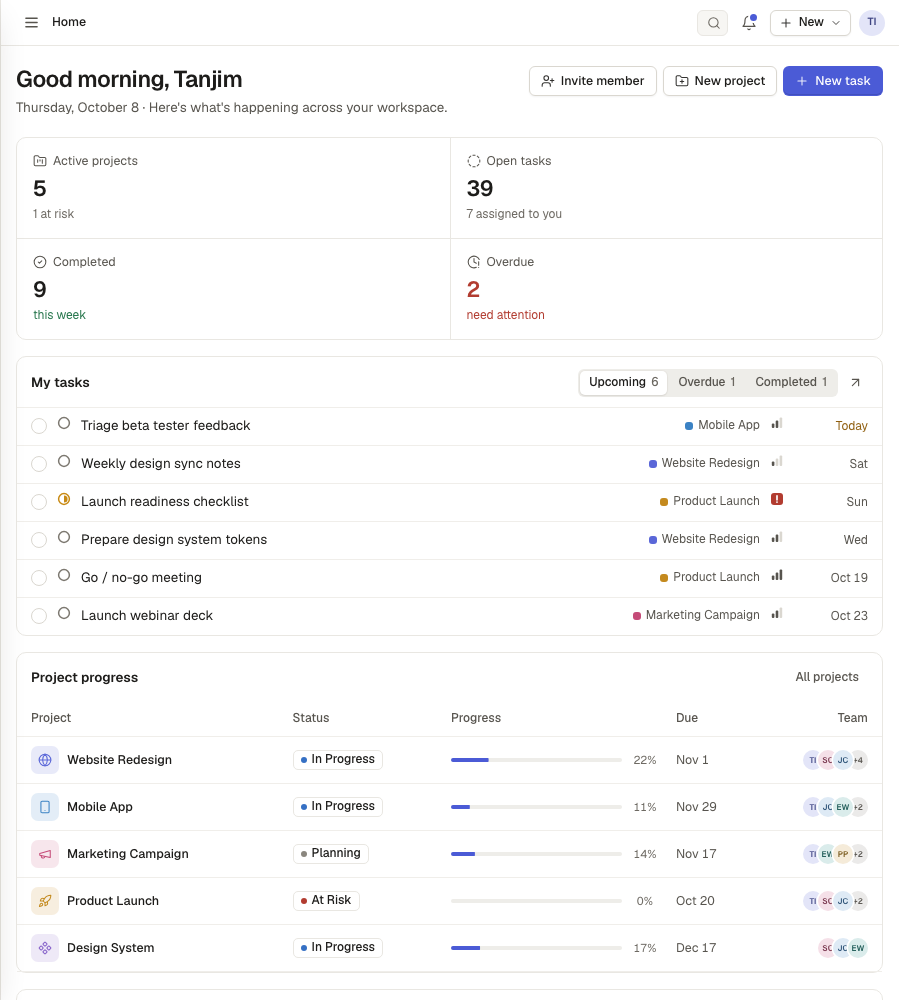 Home
New
TI
Good morning, Tanjim
Invite member
New project
New task
Thursday, October 8 · Here's what's happening across your workspace.
Active projects
5
1 at risk
Open tasks
39
7 assigned to you
Completed
9
this week
Overdue
2
need attention
My tasks
Upcoming 6
Overdue 1
Completed 1
Triage beta tester feedback Mobile App Today
Weekly design sync notes Website Redesign Sat
Launch readiness checklist Product Launch Sun
Prepare design system tokens Website Redesign Wed
Go / no-go meeting Product Launch Oct 19
Launch webinar deck Marketing Campaign Oct 23
Project progress
All projects
Project Status Progress Due Team
Website Redesign In Progress 22% Nov 1 TI SC JC +4
Mobile App In Progress 11% Nov 29 TI JC EW +2
Marketing Campaign Planning 14% Nov 17 TI EW PP +2
Product Launch At Risk 0% Oct 20 TI SC JC +2
Design System In Progress 17% Dec 17 SC JC EW